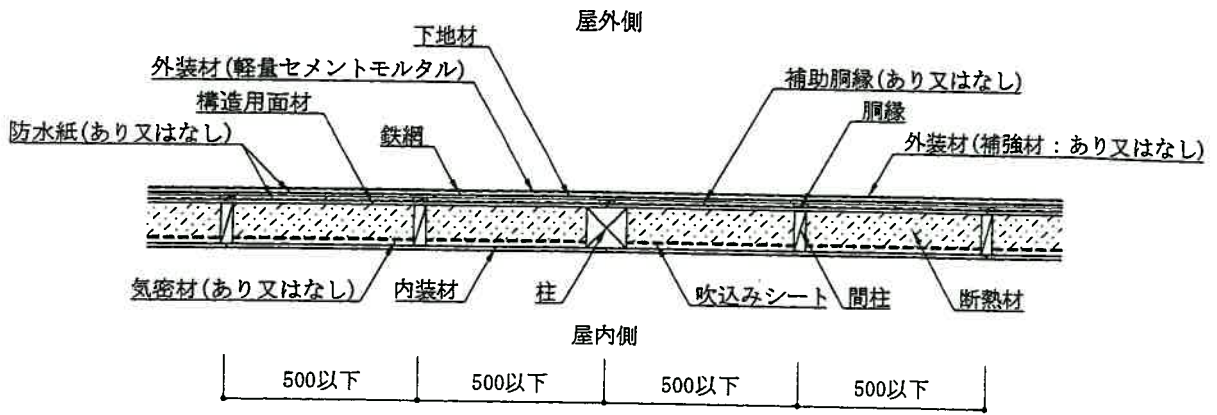 屋外側
下地材
外装材(軽量セメントモルタル)
補助胴縁(あり又はなし)
構造用面材
胴縁
防水紙(あり又はなし)
鉄網
外装材(補強材：あり又はなし)
気密材(あり又はなし)
内装材
柱
吹込みシート
間柱
断熱材
屋内側
500以下
500以下
500以下
500以下